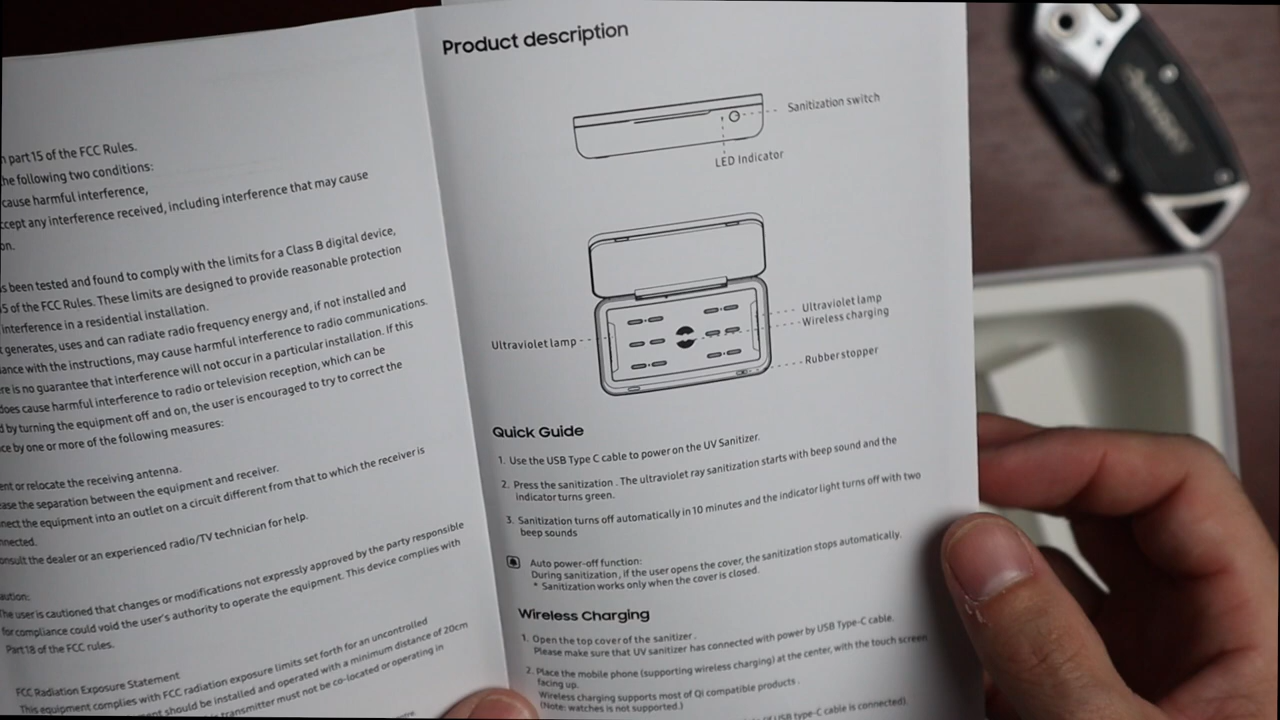 part 15 of the FCC Rules.
the following two conditions:
cause harmful interference,
accept any interference received, including interference that may cause
on.
been tested and found to comply with the limits for a Class B digital device,
5 of the FCC Rules. These limits are designed to provide reasonable protection
interference in a residential installation.
generates, uses and can radiate radio frequency energy and, if not installed and
ance with the instructions, may cause harmful interference to radio communications.
ere is no guarantee that interference will not occur in a particular installation. If this
does cause harmful interference to radio or television reception, which can be
d by turning the equipment off and on, the user is encouraged to try to correct the
ce by one or more of the following measures:
ent or relocate the receiving antenna.
ease the separation between the equipment and receiver.
nnect the equipment into an outlet on a circuit different from that to which the receiver is
nnected.
onsult the dealer or an experienced radio/TV technician for help.
aution:
The user is cautioned that changes or modifications not expressly approved by the party responsible
for compliance could void the user's authority to operate the equipment. This device complies with
Part 18 of the FCC rules.
FCC Radiation Exposure Statement
This equipment complies with FCC radiation exposure limits set forth for an uncontrolled
ment should be installed and operated with a minimum distance of 20cm
transmitter must not be co-located or operating in
Product description
Sanitization switch
LED Indicator
Ultraviolet lamp
Wireless charging
Ultraviolet lamp
Rubber stopper
Quick Guide
1. Use the USB Type C cable to power on the UV Sanitizer.
2. Press the sanitization . The ultraviolet ray sanitization starts with beep sound and the
indicator turns green.
3. Sanitization turns off automatically in 10 minutes and the indicator light turns off with two
beep sounds
Auto power-off function:
During sanitization, if the user opens the cover, the sanitization stops automatically.
* Sanitization works only when the cover is closed.
Wireless Charging
1. Open the top cover of the sanitizer .
Please make sure that UV sanitizer has connected with power by USB Type-C cable.
2. Place the mobile phone (supporting wireless charging) at the center, with the touch screen
facing up.
Wireless charging supports most of Qi compatible products .
(Note: watches is not supported.)
of USB type-C cable is connected).